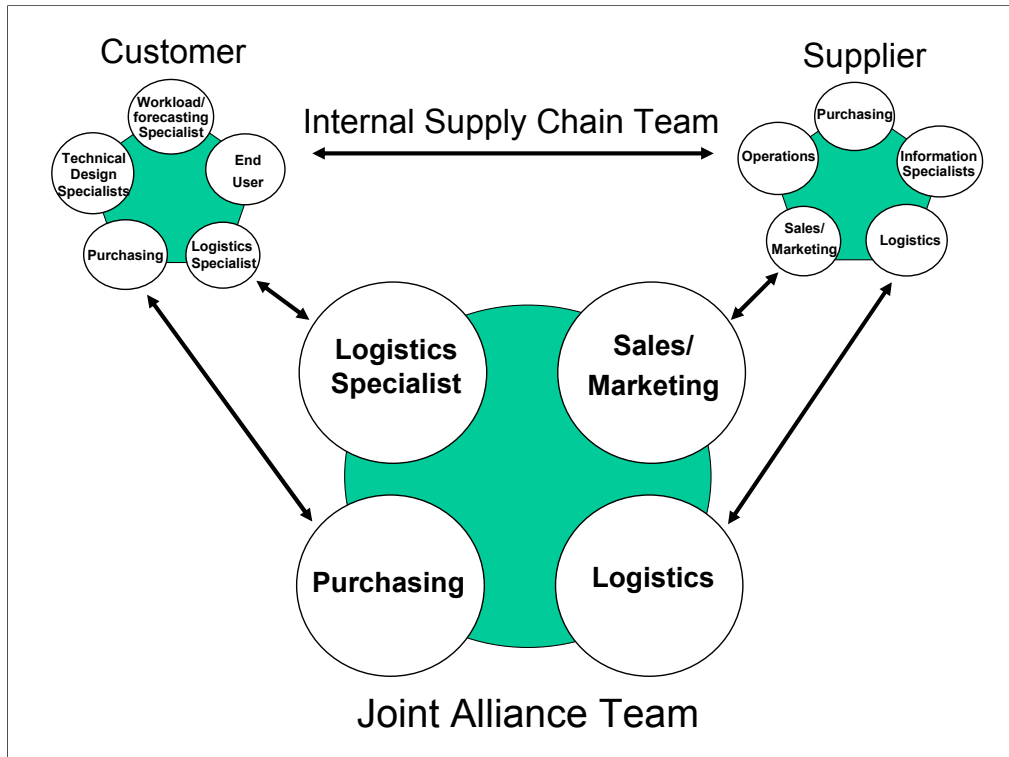 Customer
Supplier
Internal Supply Chain Team
Workload/
forecasting
Specialist
Technical
Design
Specialists
End
User
Purchasing
Logistics
Specialist
Purchasing
Operations
Information
Specialists
Sales/
Marketing
Logistics
Logistics
Specialist
Sales/
Marketing
Purchasing
Logistics
Joint Alliance Team